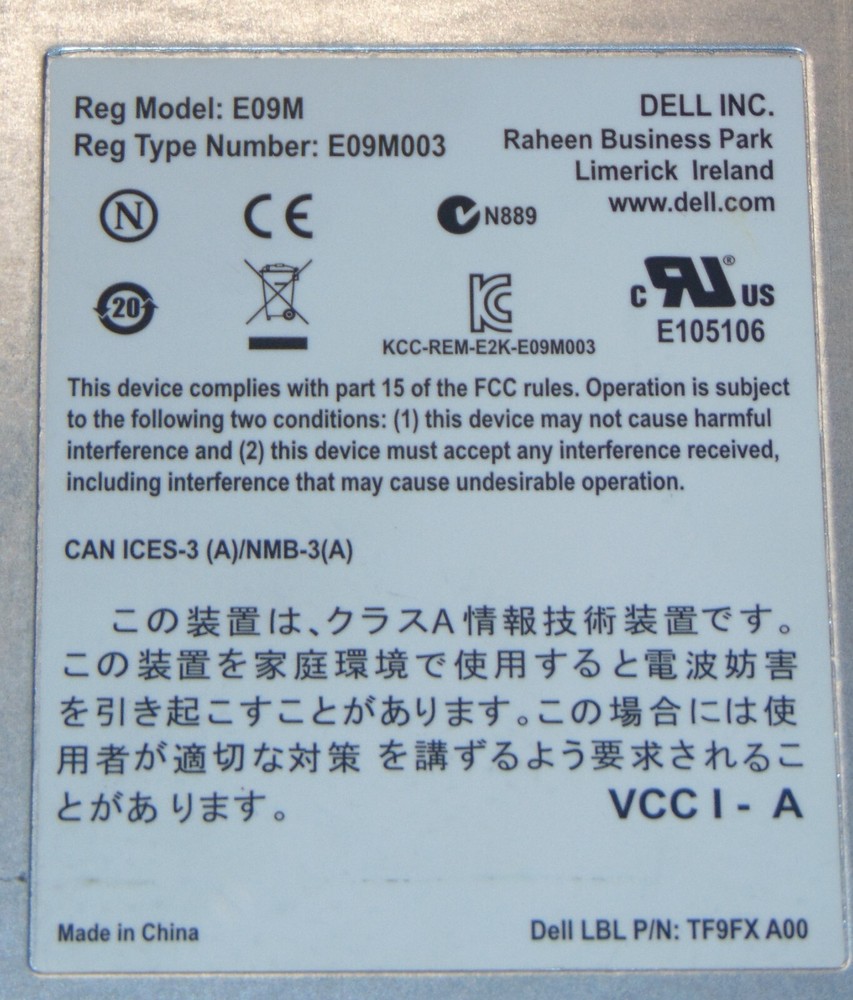 Reg Model: E09M
Reg Type Number: E09M003
DELL INC.
Raheen Business Park
Limerick Ireland
www.dell.com
N
CE
N889
20
KCC-REM-E2K-E09M003
C UL® US
E105106
This device complies with part 15 of the FCC rules. Operation is subject
to the following two conditions: (1) this device may not cause harmful
interference and (2) this device must accept any interference received,
including interference that may cause undesirable operation.
CAN ICES-3 (A)/NMB-3(A)
この装置は、クラスA情報技術装置です。
この装置を家庭環境で使用すると電波妨害
を引き起こすことがあります。この場合には使
用者が適切な対策 を講ずるよう要求されるこ
とがあります。 VCCI- A
Made in China
Dell LBL P/N: TF9FX A00